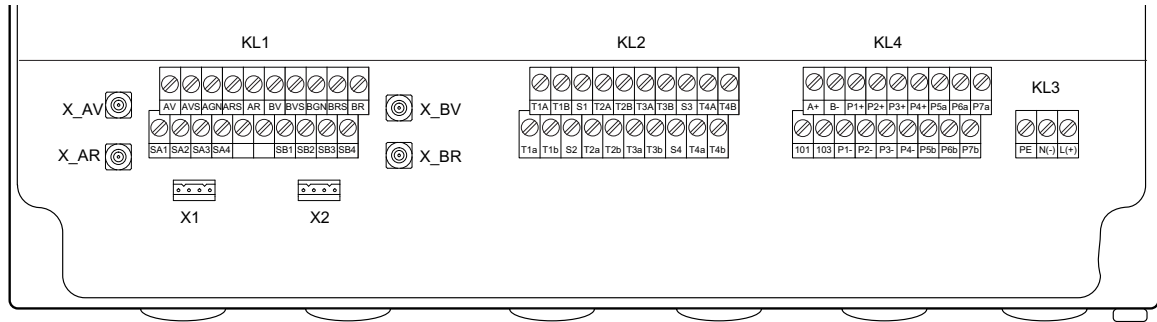 KL1 KL2 KL4
KL3
X_AV
X_BV
X_AR
X_BR
AV AVS AGN ARS AR BV BVS BGN BRS BR
SA1 SA2 SA3 SA4 SB1 SB2 SB3 SB4
X1 X2
T1A T1B S1 T2A T2B T3A T3B S3 T4A T4B
T1a T1b S2 T2a T2b T3a T3b S4 T4a T4b
A+ B- P1+ P2+ P3+ P4+ P5a P6a P7a
101 103 P1- P2- P3- P4- P5b P6b P7b
PE N(-) L(+)